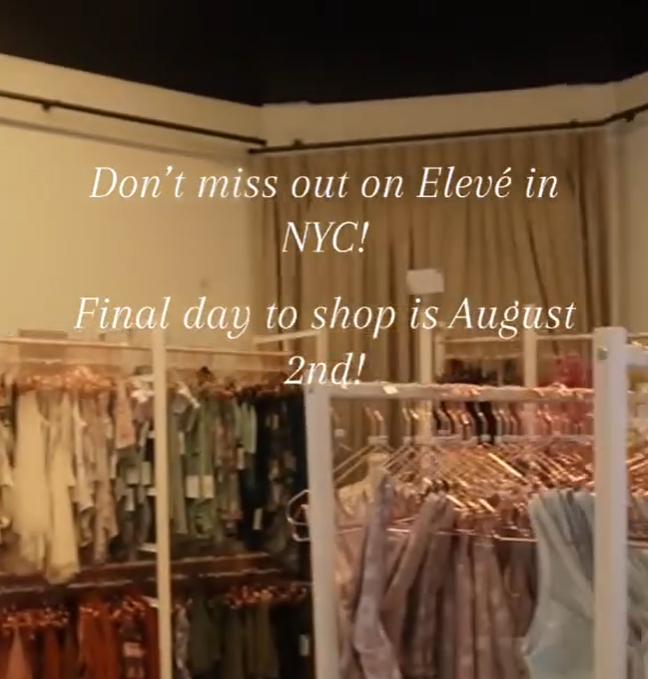 Don't miss out on Elevé in
NYC!
Final day to shop is August
2nd!